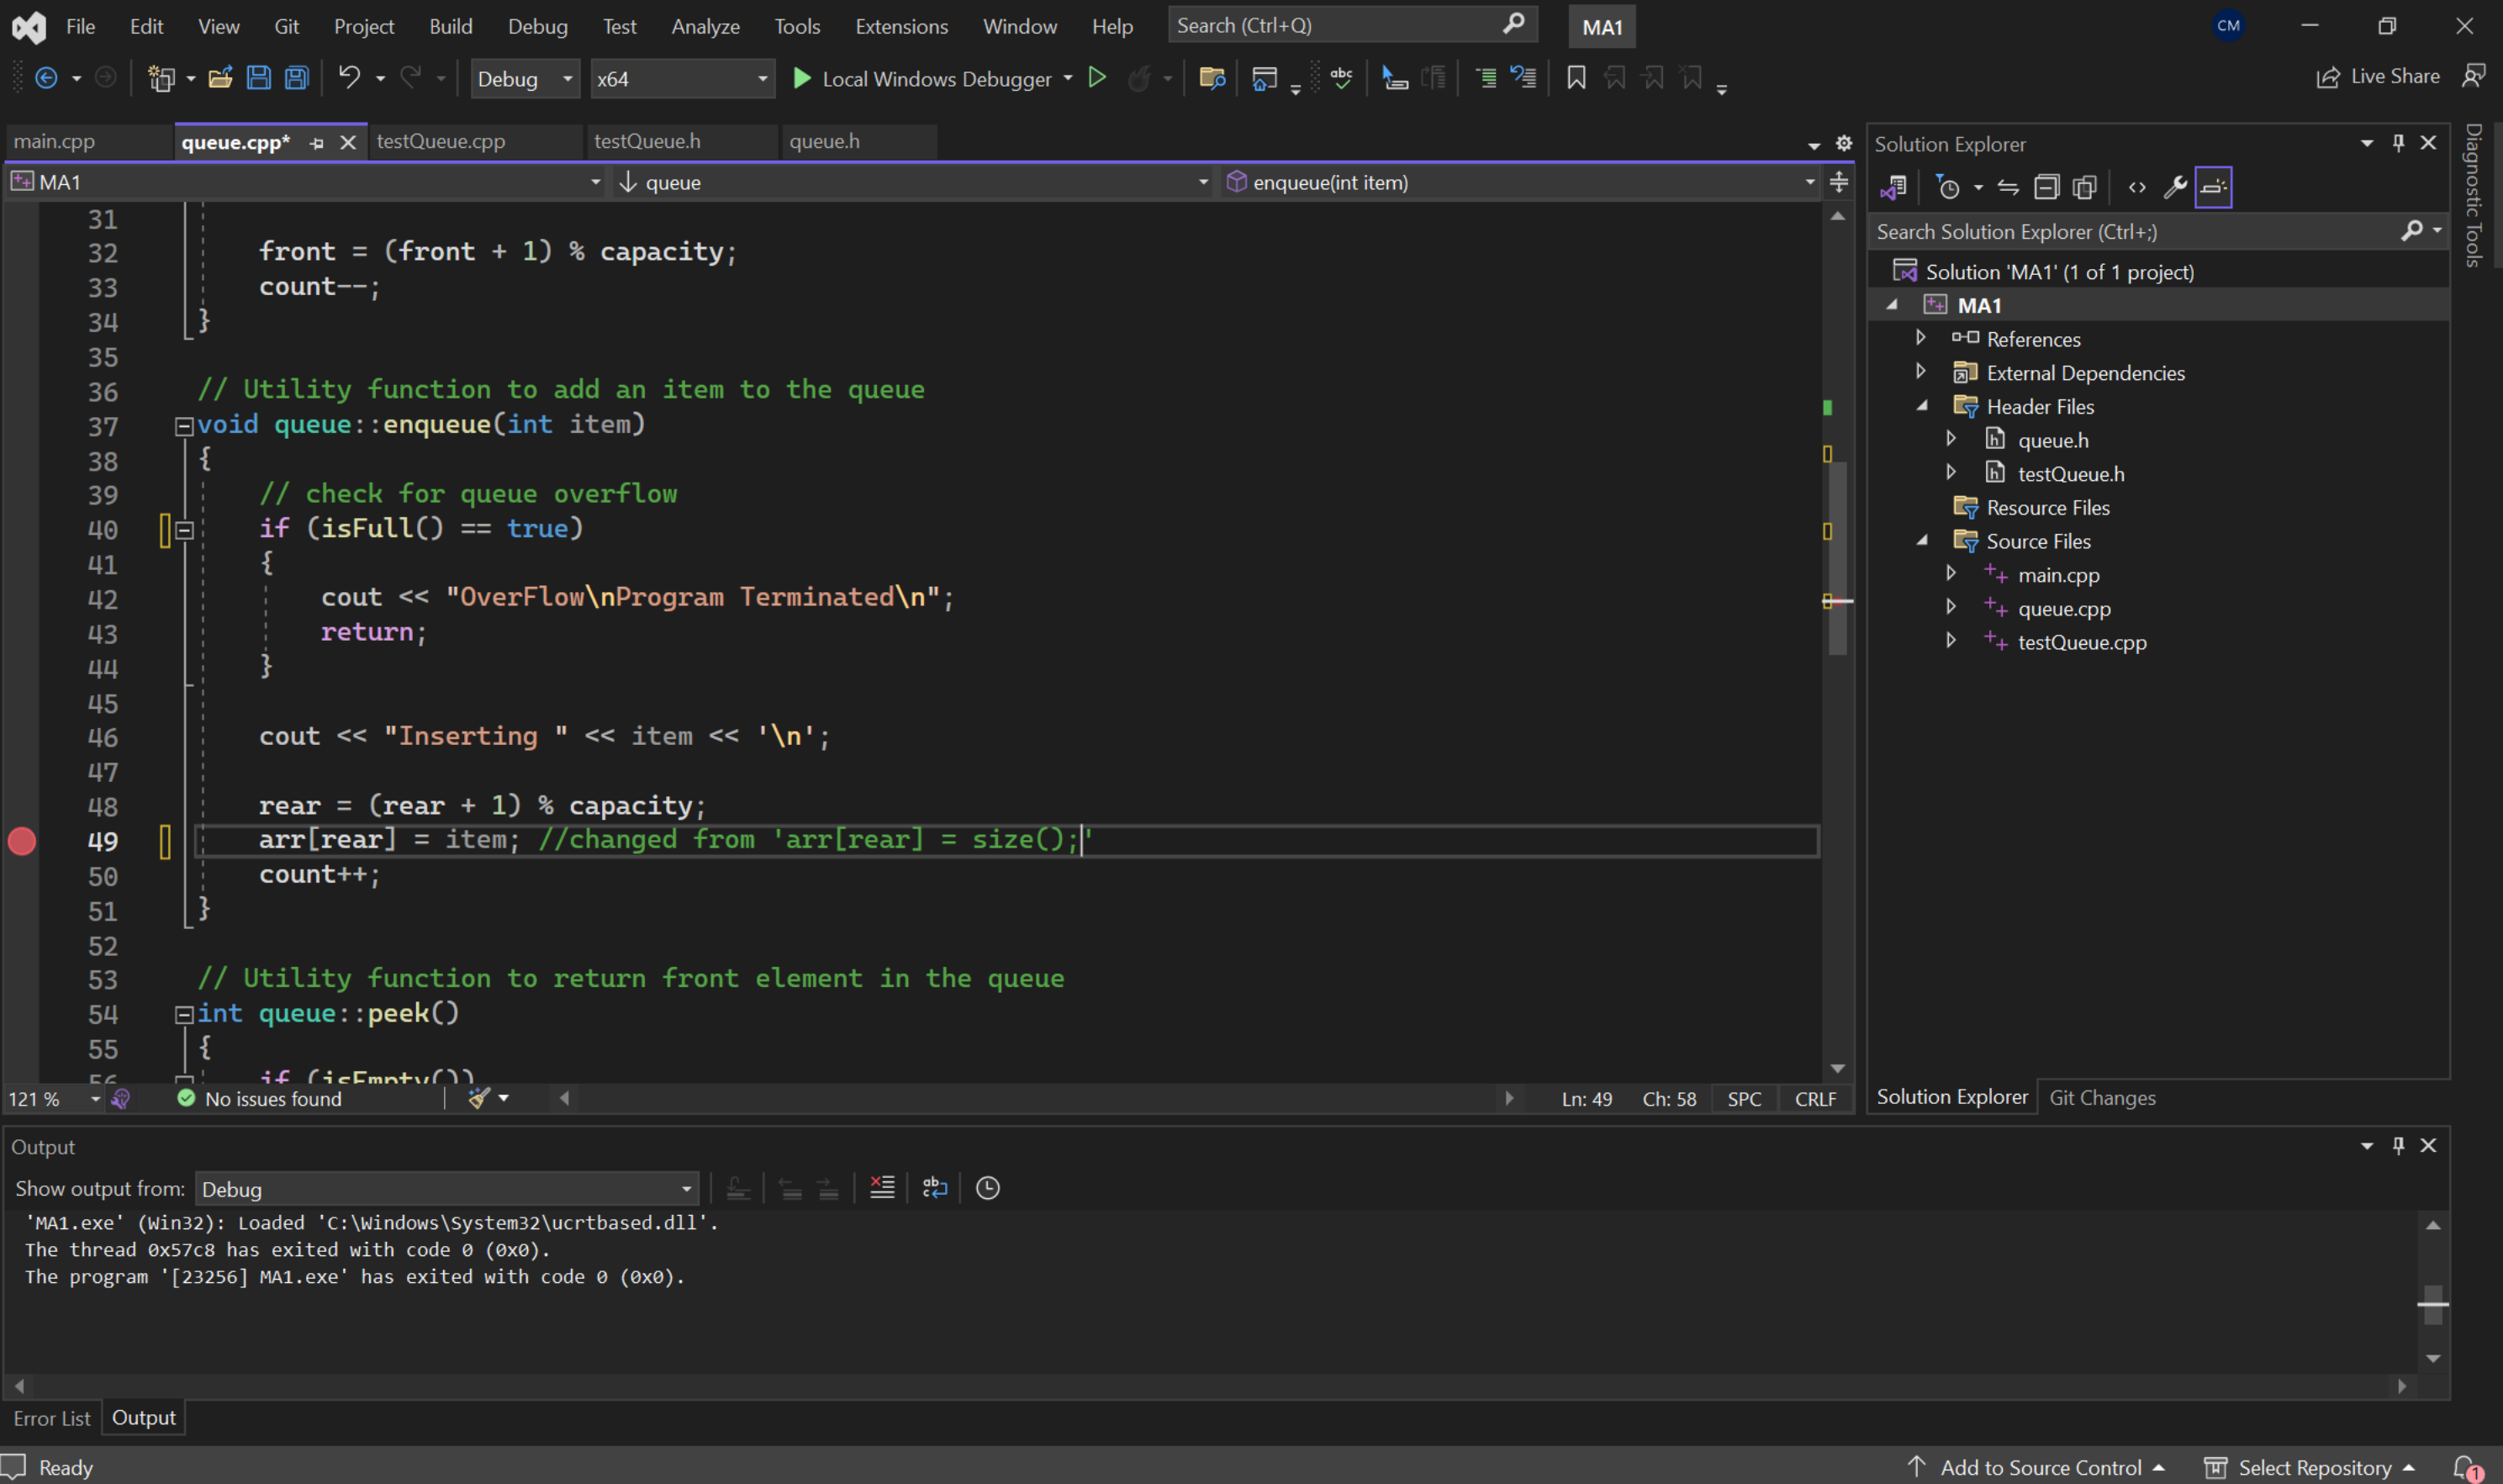 File Edit View Git Project Build Debug Test Analyze Tools Extensions Window Help Search (Ctrl+Q) MA1 CM
Debug x64 Local Windows Debugger Live Share
main.cpp queue.cpp* testQueue.cpp testQueue.h queue.h
MA1 queue enqueue(int item)
31
32 front = (front + 1) % capacity;
33 count--;
34 }
35
36 // Utility function to add an item to the queue
37 void queue::enqueue(int item)
38 {
39 // check for queue overflow
40 if (isFull() == true)
41 {
42 cout << "OverFlow\nProgram Terminated\n";
43 return;
44 }
45
46 cout << "Inserting " << item << '\n';
47
48 rear = (rear + 1) % capacity;
49 arr[rear] = item; //changed from 'arr[rear] = size();'
50 count++;
51 }
52
53 // Utility function to return front element in the queue
54 int queue::peek()
55 {
56 if (isEmpty())
121 % No issues found Ln: 49 Ch: 58 SPC CRLF
Solution Explorer
Search Solution Explorer (Ctrl+;)
Solution 'MA1' (1 of 1 project)
MA1
References
External Dependencies
Header Files
queue.h
testQueue.h
Resource Files
Source Files
main.cpp
queue.cpp
testQueue.cpp
Solution Explorer Git Changes
Diagnostic Tools
Output
Show output from: Debug
'MA1.exe' (Win32): Loaded 'C:\Windows\System32\ucrtbased.dll'.
The thread 0x57c8 has exited with code 0 (0x0).
The program '[23256] MA1.exe' has exited with code 0 (0x0).
Error List Output
Ready Add to Source Control Select Repository 1